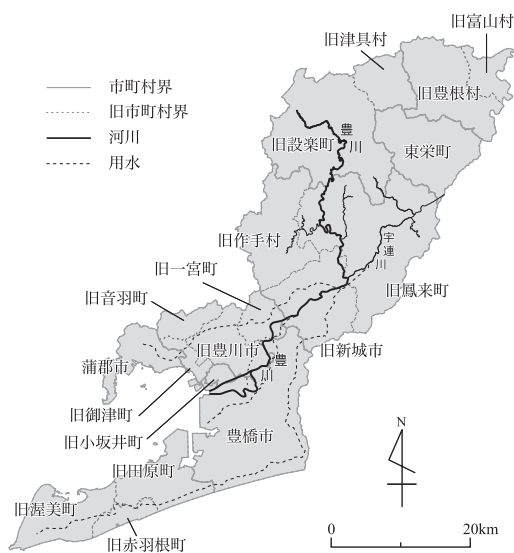 旧富山村
旧津具村
市町村界
旧市町村界
河川
用水
旧豊根村
豊川
旧設楽町
東栄町
旧作手村
宇連川
旧一宮町
旧鳳来町
旧音羽町
旧豊川市
旧新城市
蒲郡市
豊川
旧御津町
旧小坂井町
豊橋市
N
旧田原町
旧渥美町
旧赤羽根町
0 20km